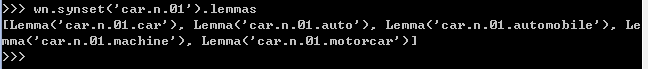 >>> wn.synset('car.n.01').lemmas
[Lemma('car.n.01.car'), Lemma('car.n.01.auto'), Lemma('car.n.01.automobile'), Le
mma('car.n.01.machine'), Lemma('car.n.01.motorcar')]
>>>